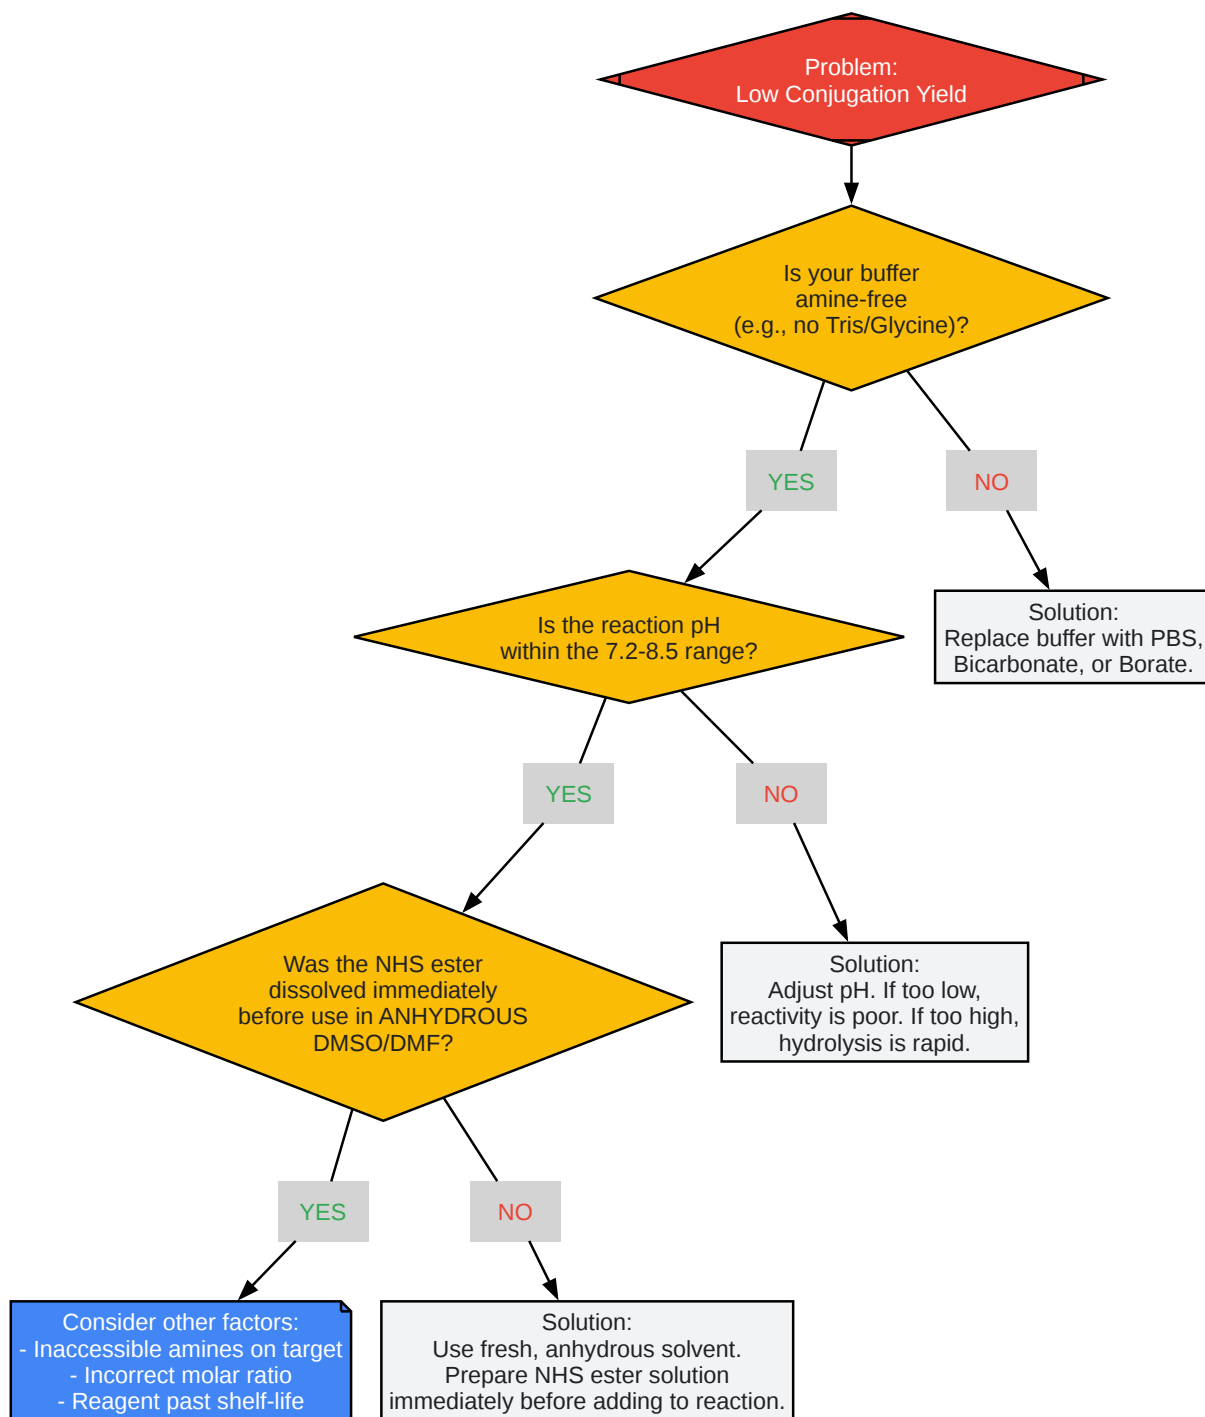 Problem:
Low Conjugation Yield
Is your buffer
amine-free
(e.g., no Tris/Glycine)?
YES
NO
Is the reaction pH
within the 7.2-8.5 range?
Solution:
Replace buffer with PBS,
Bicarbonate, or Borate.
YES
NO
Was the NHS ester
dissolved immediately
before use in ANHYDROUS
DMSO/DMF?
Solution:
Adjust pH. If too low,
reactivity is poor. If too high,
hydrolysis is rapid.
YES
NO
Consider other factors:
- Inaccessible amines on target
- Incorrect molar ratio
- Reagent past shelf-life
Solution:
Use fresh, anhydrous solvent.
Prepare NHS ester solution
immediately before adding to reaction.